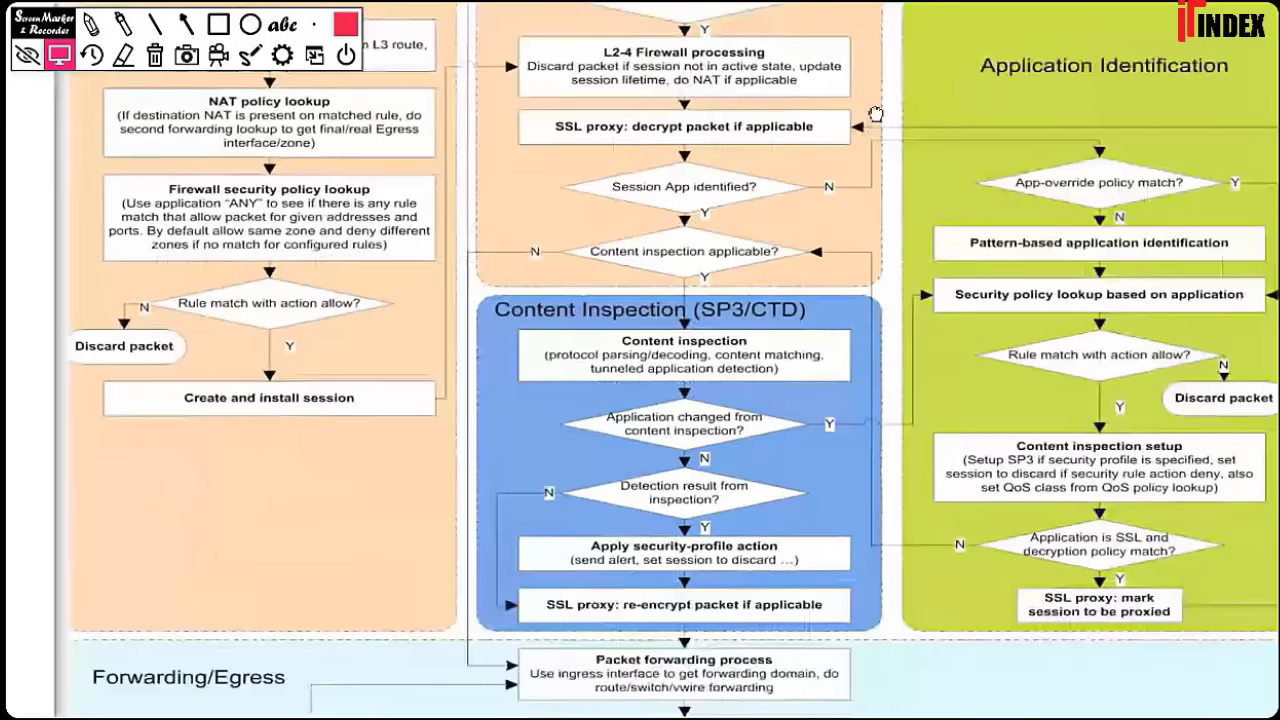 Screen Marker
& Recorder
abc
iT INDEX
n L3 route,
NAT policy lookup
(If destination NAT is present on matched rule, do
second forwarding lookup to get final/real Egress
interface/zone)
Firewall security policy lookup
(Use application “ANY” to see if there is any rule
match that allow packet for given addresses and
ports. By default allow same zone and deny different
zones if no match for configured rules)
Rule match with action allow?
N
Discard packet
Y
Create and install session
Y
L2-4 Firewall processing
Discard packet if session not in active state, update
session lifetime, do NAT if applicable
SSL proxy: decrypt packet if applicable
Session App identified?
N
Y
Content inspection applicable?
N
Y
Content Inspection (SP3/CTD)
Content inspection
(protocol parsing/decoding, content matching,
tunneled application detection)
Application changed from
content inspection?
Y
N
Detection result from
inspection?
N
Y
Apply security-profile action
(send alert, set session to discard …)
SSL proxy: re-encrypt packet if applicable
Application Identification
App-override policy match?
Y
N
Pattern-based application identification
Security policy lookup based on application
Rule match with action allow?
N
Discard packet
Y
Content inspection setup
(Setup SP3 if security profile is specified, set
session to discard if security rule action deny, also
set QoS class from QoS policy lookup)
Application is SSL and
decryption policy match?
N
Y
SSL proxy: mark
session to be proxied
Forwarding/Egress
Packet forwarding process
Use ingress interface to get forwarding domain, do
route/switch/vwire forwarding